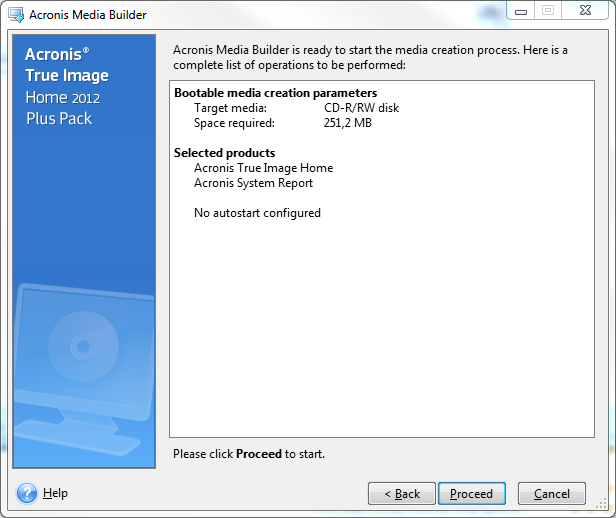 Acronis Media Builder
Acronis®
True Image
Home 2012
Plus Pack
Acronis Media Builder is ready to start the media creation process. Here is a
complete list of operations to be performed:
Bootable media creation parameters
Target media: CD-R/RW disk
Space required: 251,2 MB
Selected products
Acronis True Image Home
Acronis System Report
No autostart configured
Please click Proceed to start.
? Help
< Back
Proceed
Cancel